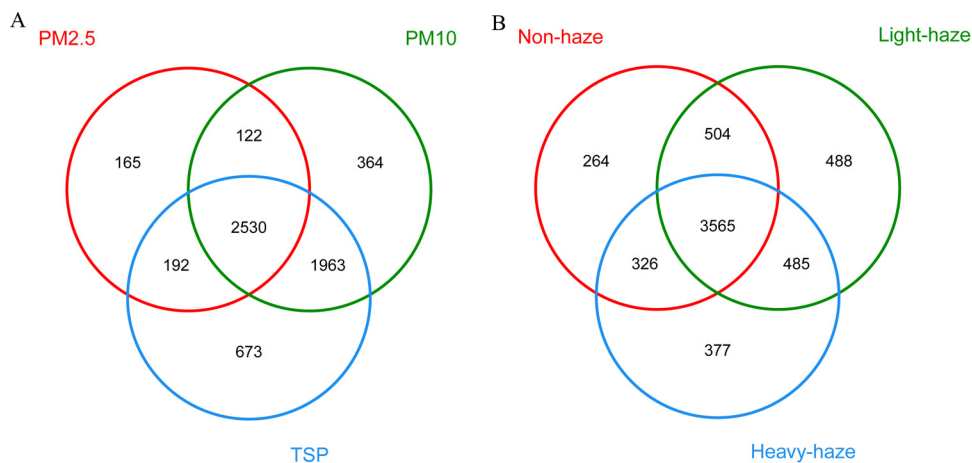 A
PM2.5
PM10
122
165
364
2530
192
1963
673
TSP
B
Non-haze
Light-haze
504
264
488
3565
326
485
377
Heavy-haze